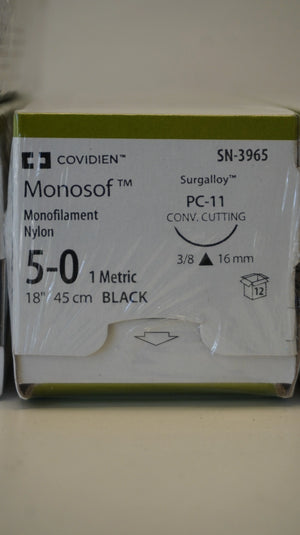 COVIDIEN™
SN-3965
Monosof™
Surgalloy™
Monofilament
Nylon
PC-11
CONV. CUTTING
3/8 ▲ 16 mm
5-0 1 Metric
18" 45 cm BLACK
12